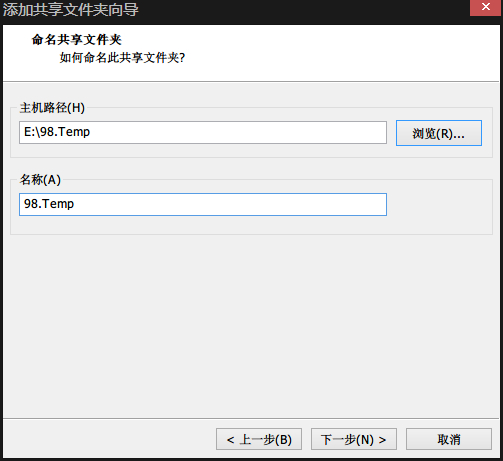 添加共享文件夹向导
命名共享文件夹
如何命名此共享文件夹?
主机路径(H)
E:\98.Temp
浏览(R)...
名称(A)
98.Temp
< 上一步(B)
下一步(N) >
取消